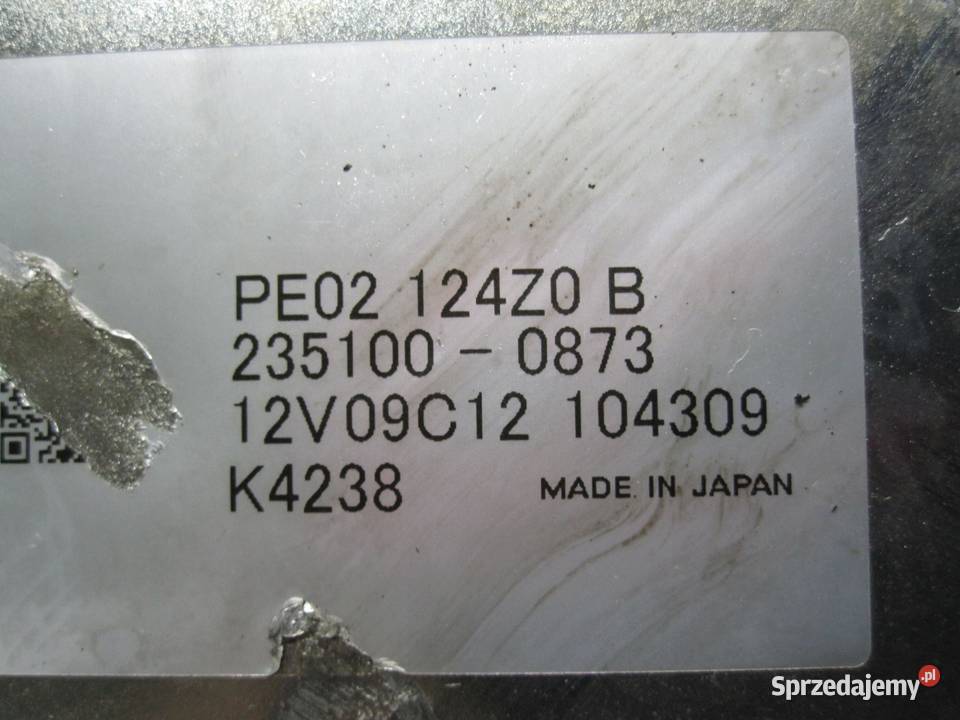 PE02 124Z0 B
235100-0873
12V09C12 104309
K4238 MADE IN JAPAN
Sprzedajemy.pl